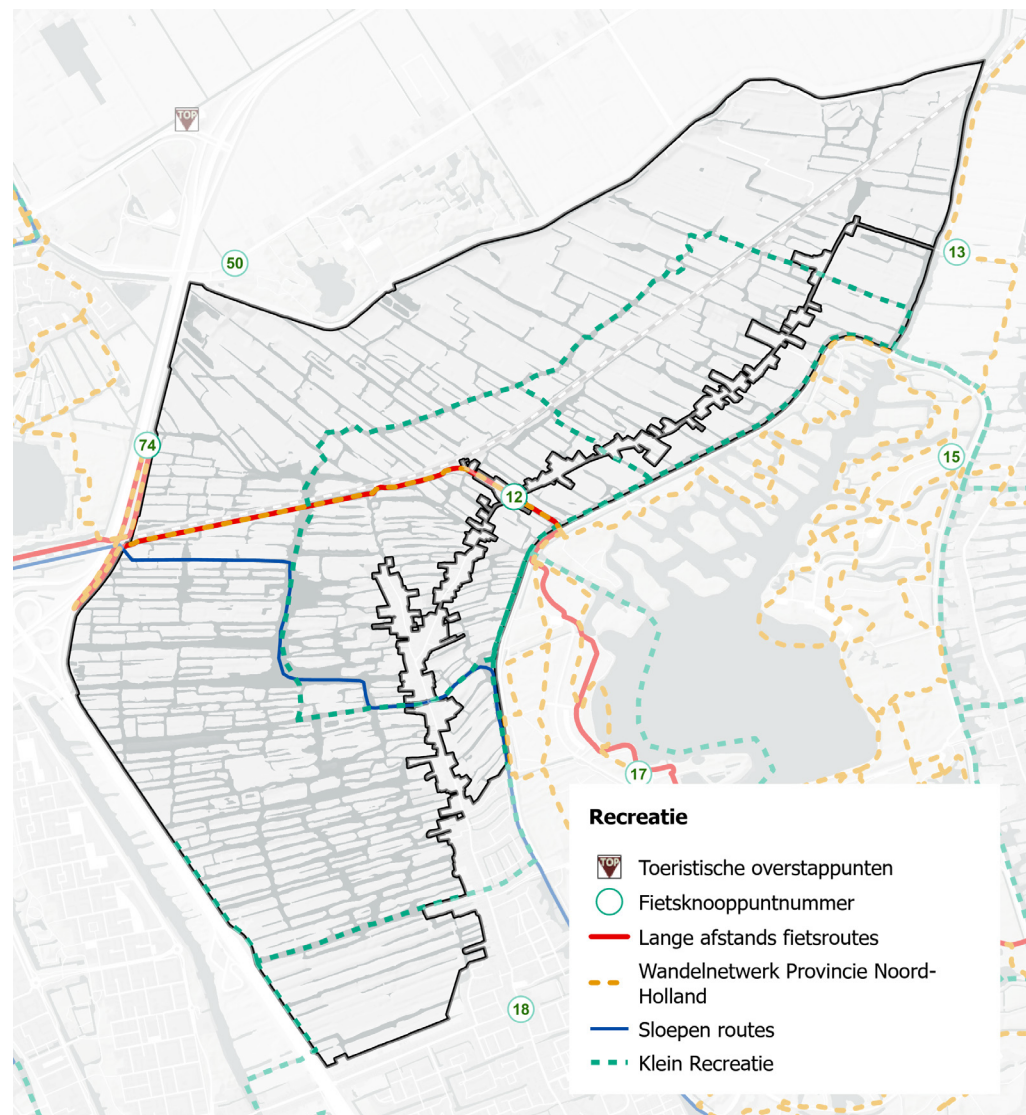 TOP
50
13
74
15
12
17
18
Recreatie
TOP
Toeristische overstappunten
Fietsknooppuntnummer
Lange afstands fietsroutes
Wandelnetwerk Provincie Noord-
Holland
Sloepen routes
Klein Recreatie